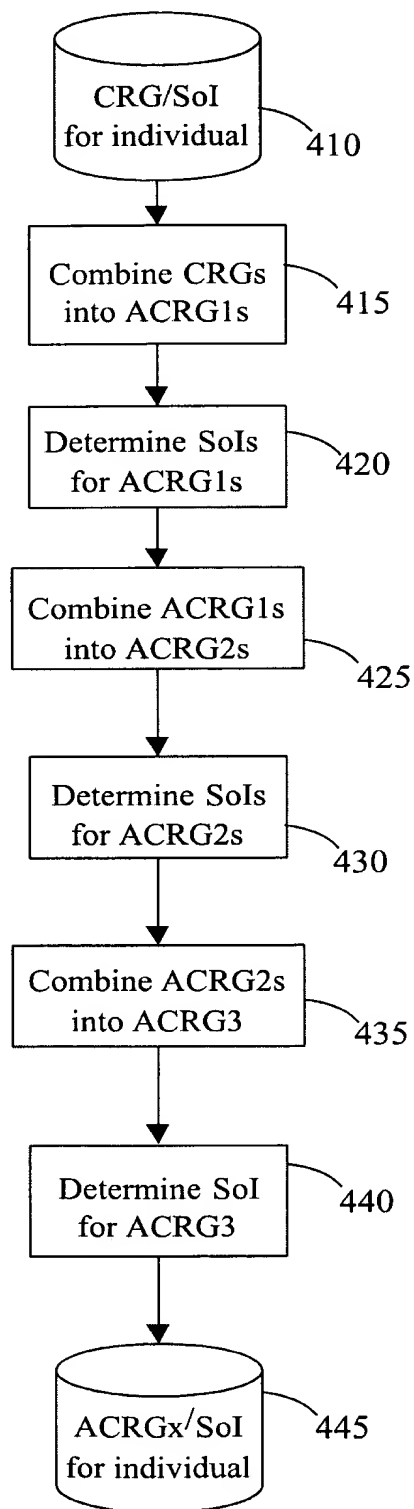 CRG/SoI
for individual
410
Combine CRGs
into ACRG1s
415
Determine SoIs
for ACRG1s
420
Combine ACRG1s
into ACRG2s
425
Determine SoIs
for ACRG2s
430
Combine ACRG2s
into ACRG3
435
Determine SoI
for ACRG3
440
ACRGx/SoI
for individual
445